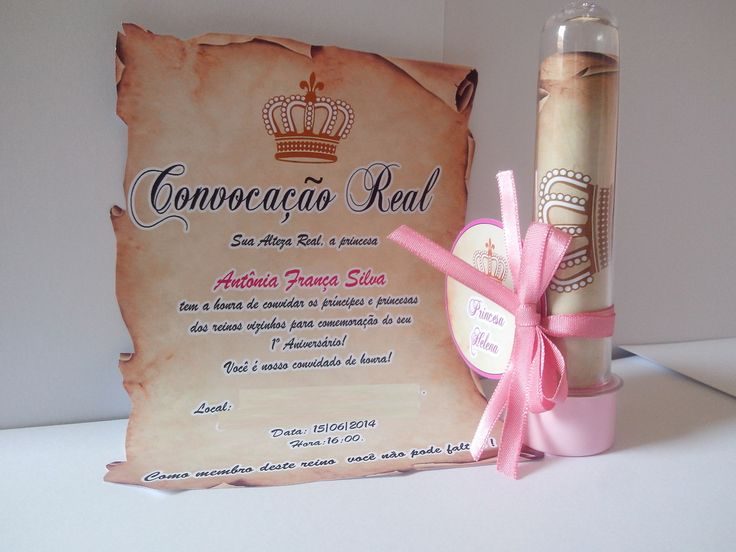 Convocação Real
Sua Alteza Real, a princesa
Antônia França Silva
tem a honra de convidar os príncipes e princesas
dos reinos vizinhos para comemoração do seu
1º Aniversário!
Você é nosso convidado de honra!
Local:
Data: 15/06/2014
Hora:16:00.
Como membro deste reino você não pode falt !
Princesa
Helena